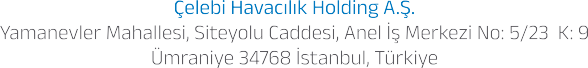 Çelebi Havacılık Holding A.Ş.
Yamanevler Mahallesi, Siteyolu Caddesi, Anel İş Merkezi No: 5/23 K: 9
Ümraniye 34768 İstanbul, Türkiye